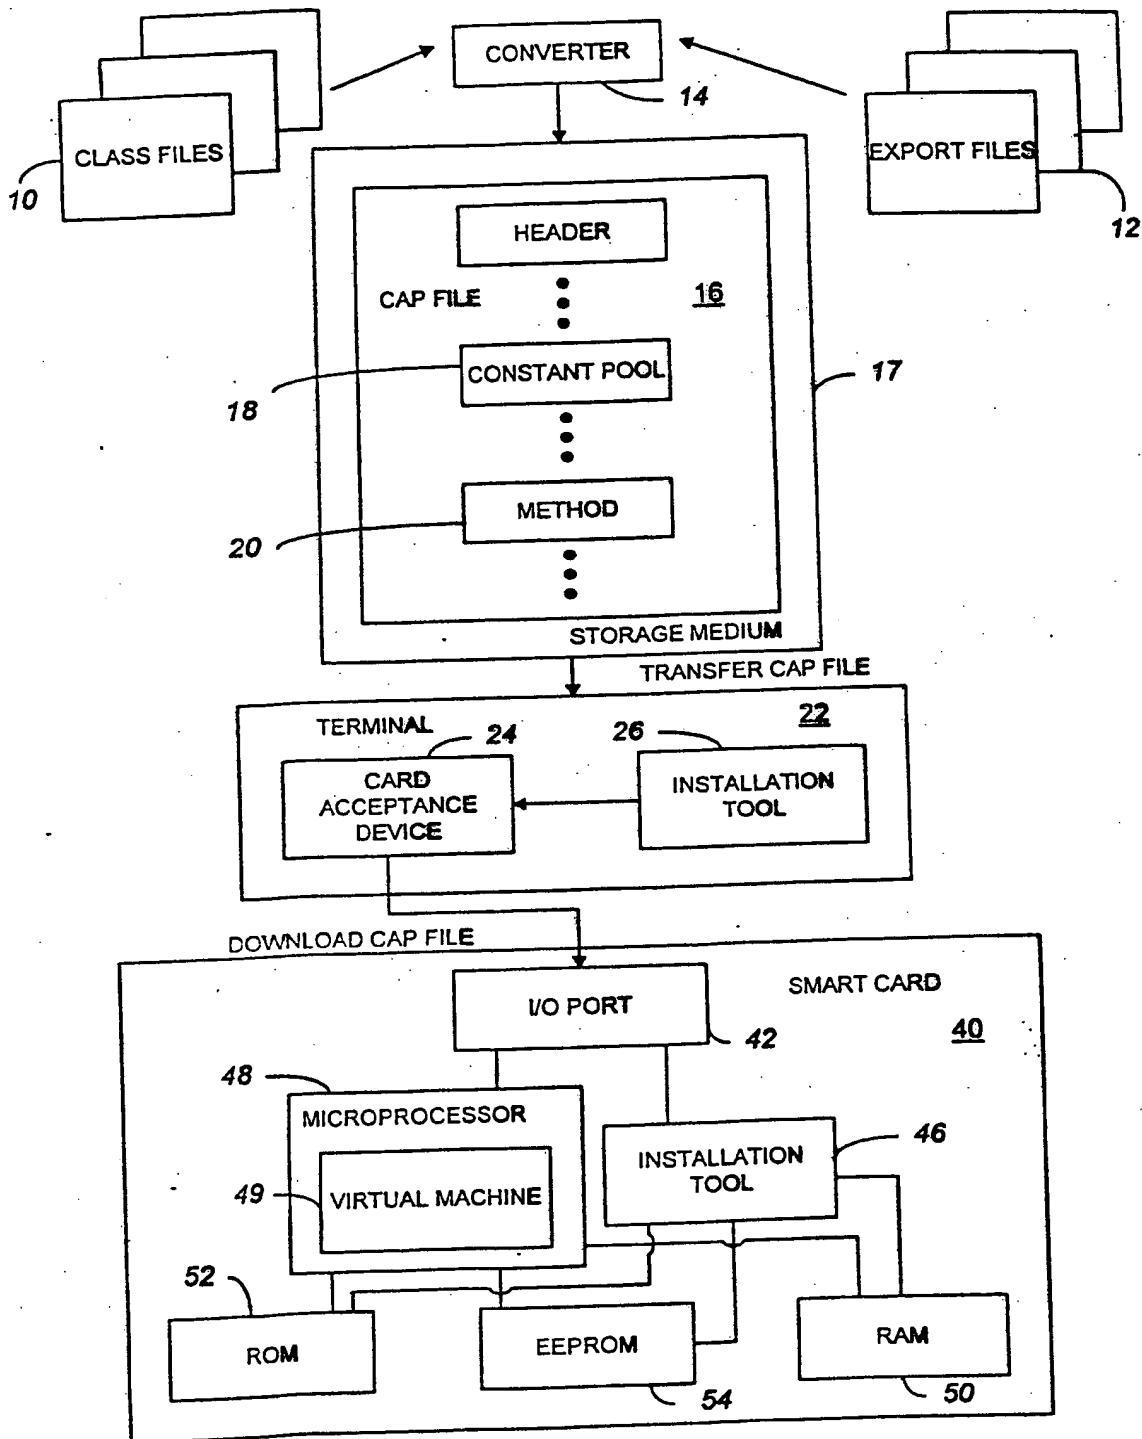 CONVERTER
14
CLASS FILES
10
EXPORT FILES
12
HEADER
CAP FILE
16
CONSTANT POOL
18
17
METHOD
20
STORAGE MEDIUM
TRANSFER CAP FILE
TERMINAL
22
24
26
CARD
ACCEPTANCE
DEVICE
INSTALLATION
TOOL
DOWNLOAD CAP FILE
SMART CARD
I/O PORT
42
40
48
MICROPROCESSOR
46
INSTALLATION
TOOL
49
VIRTUAL MACHINE
52
ROM
EEPROM
54
RAM
50